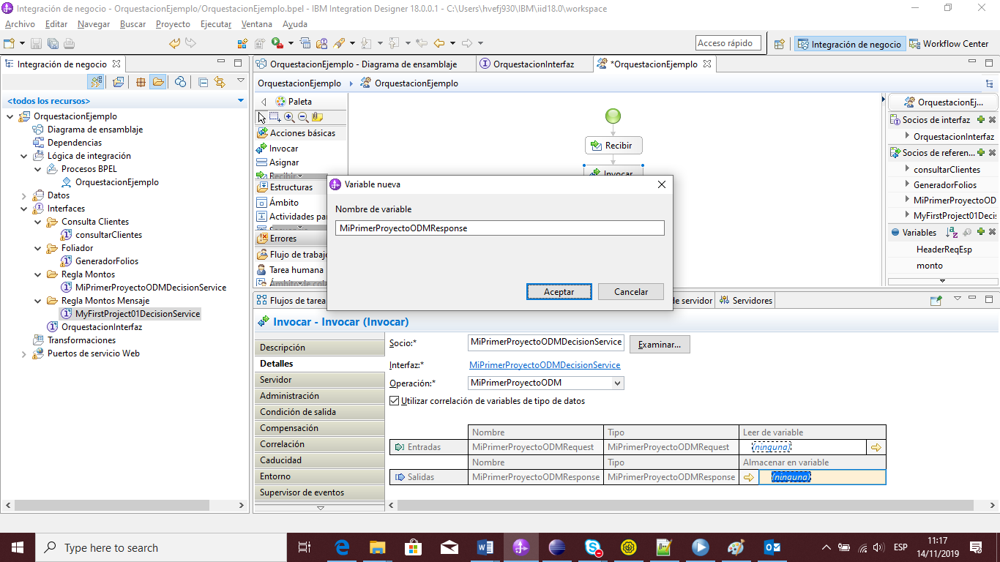 Integración de negocio - OrquestacionEjemplo/OrquestacionEjemplo.bpel - IBM Integration Designer 18.0.0.1 - C:\Users\hvefj930\IBM\iid18.0\workspace
Archivo Editar Navegar Buscar Proyecto Ejecutar Ventana Ayuda
Acceso rápido
Integración de negocio
Workflow Center
Integración de negocio
<todos los recursos>
OrquestacionEjemplo
Diagrama de ensamblaje
Dependencias
Lógica de integración
Procesos BPEL
OrquestacionEjemplo
Datos
Interfaces
Consulta Clientes
consultarClientes
Foliador
GeneradorFolios
Regla Montos
MiPrimerProyectoODMDecisionService
Regla Montos Mensaje
MyFirstProject01DecisionService
OrquestacionInterfaz
Transformaciones
Puertos de servicio Web
OrquestacionEjemplo - Diagrama de ensamblaje
OrquestacionInterfaz
*OrquestacionEjemplo
OrquestacionEjemplo
OrquestacionEjemplo
Paleta
Acciones básicas
Invocar
Asignar
Recibir
Estructuras
Ámbito
Actividades pa
Errores
Flujo de trabajo
Tarea humana
Ámbito de cola
Recibir
Invocar
OrquestacionEj...
Socios de interfaz
OrquestacionInterfaz
Socios de referen...
consultarClientes
GeneradorFolios
MiPrimerProyectoOD
MyFirstProject01Decis
Variables
HeaderReqEsp
monto
Variable nueva
Nombre de variable
MiPrimerProyectoODMResponse
Aceptar
Cancelar
Flujos de tarea
de servidor
Servidores
Invocar - Invocar (Invocar)
Descripción
Detalles
Servidor
Administración
Condición de salida
Compensación
Correlación
Caducidad
Entorno
Supervisor de eventos
Socio:*
MiPrimerProyectoODMDecisionService
Examinar...
Interfaz:*
MiPrimerProyectoODMDecisionService
Operación:*
MiPrimerProyectoODM
Utilizar correlación de variables de tipo de datos
Nombre Tipo Leer de variable
Entradas MiPrimerProyectoODMRequest MiPrimerProyectoODMRequest (ninguna)
Nombre Tipo Almacenar en variable
Salidas MiPrimerProyectoODMResponse MiPrimerProyectoODMResponse (ninguna)
Type here to search
ESP
11:17
14/11/2019